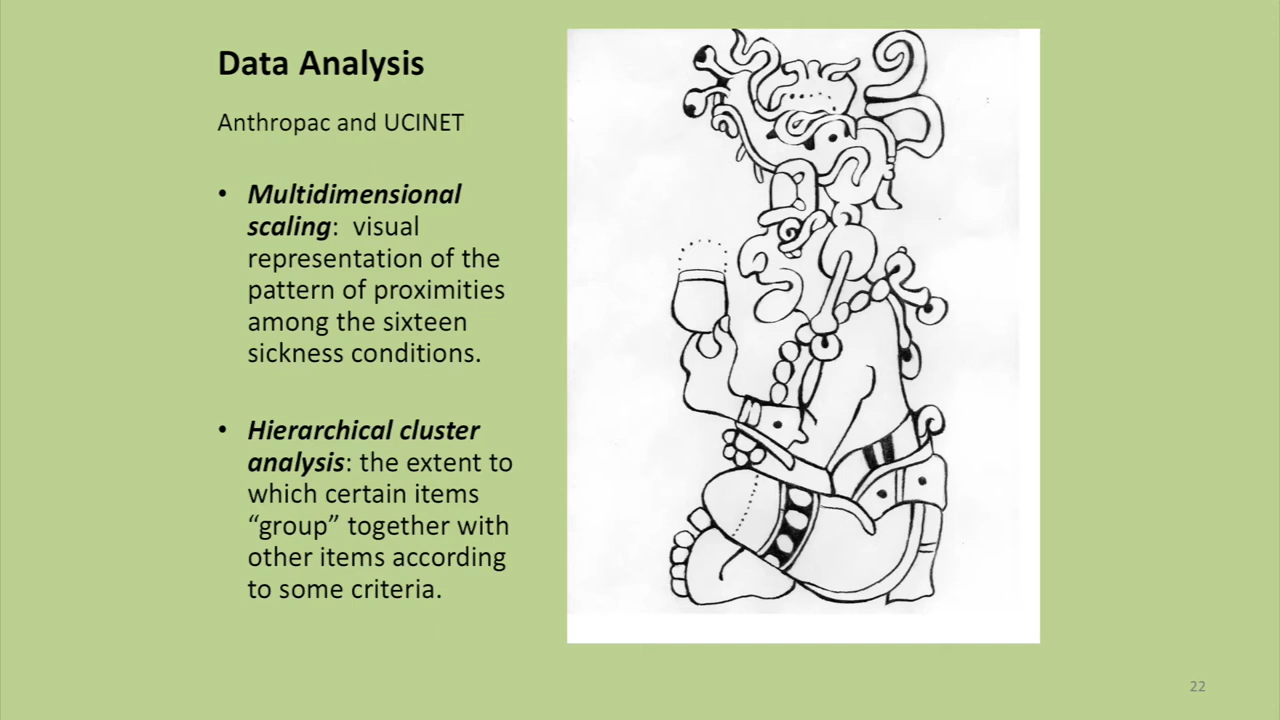 Data Analysis
Anthropac and UCINET
• Multidimensional
scaling: visual
representation of the
pattern of proximities
among the sixteen
sickness conditions.
• Hierarchical cluster
analysis: the extent to
which certain items
“group” together with
other items according
to some criteria.
22